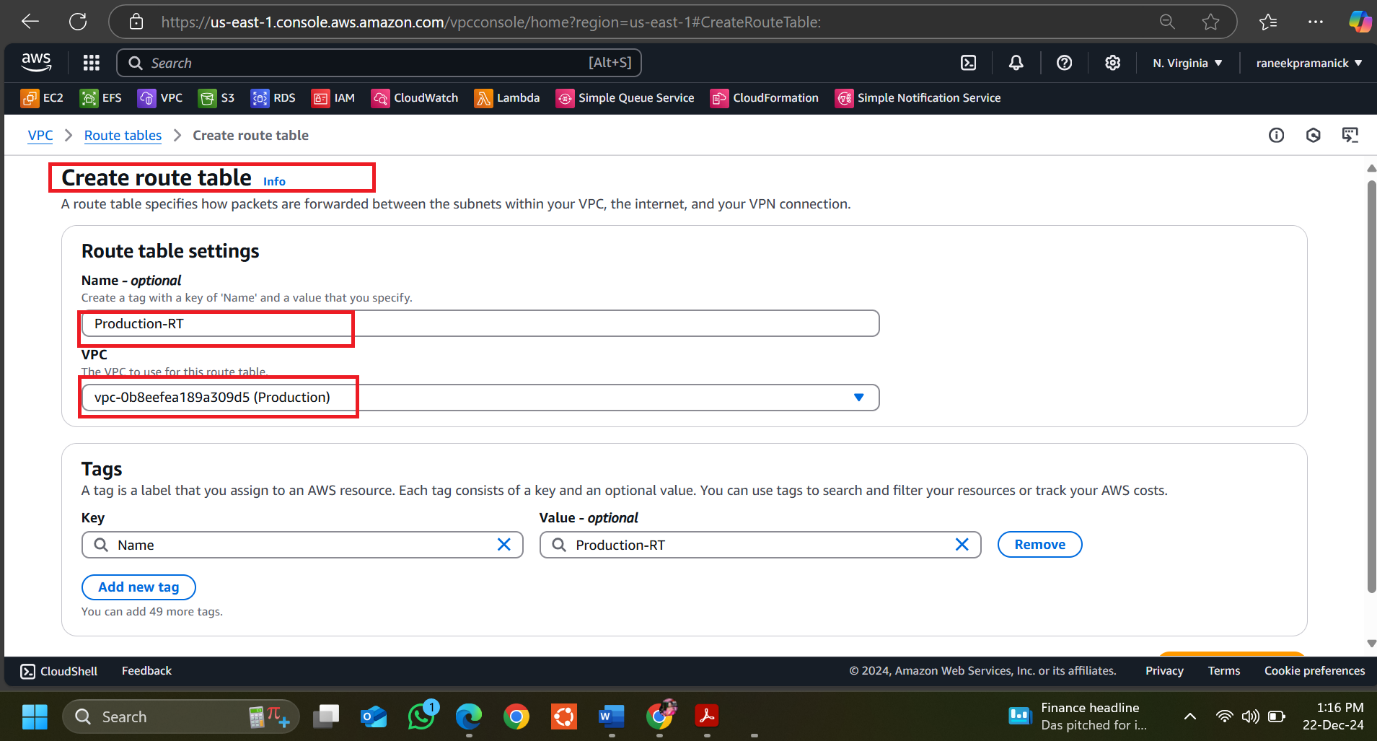 https://us-east-1.console.aws.amazon.com/vpcconsole/home?region=us-east-1#CreateRouteTable:
aws Search [Alt+S] N. Virginia raneekpramanick
EC2 EFS VPC S3 RDS IAM CloudWatch Lambda Simple Queue Service CloudFormation Simple Notification Service
VPC Route tables Create route table
Create route table Info
A route table specifies how packets are forwarded between the subnets within your VPC, the internet, and your VPN connection.
Route table settings
Name - optional
Create a tag with a key of 'Name' and a value that you specify.
Production-RT
VPC
The VPC to use for this route table.
vpc-0b8eefea189a309d5 (Production)
Tags
A tag is a label that you assign to an AWS resource. Each tag consists of a key and an optional value. You can use tags to search and filter your resources or track your AWS costs.
Key Value - optional
Name Production-RT Remove
Add new tag
You can add 49 more tags.
CloudShell Feedback © 2024, Amazon Web Services, Inc. or its affiliates. Privacy Terms Cookie preferences
Search 1 Finance headline 1:16 PM
Das pitched for i... 22-Dec-24